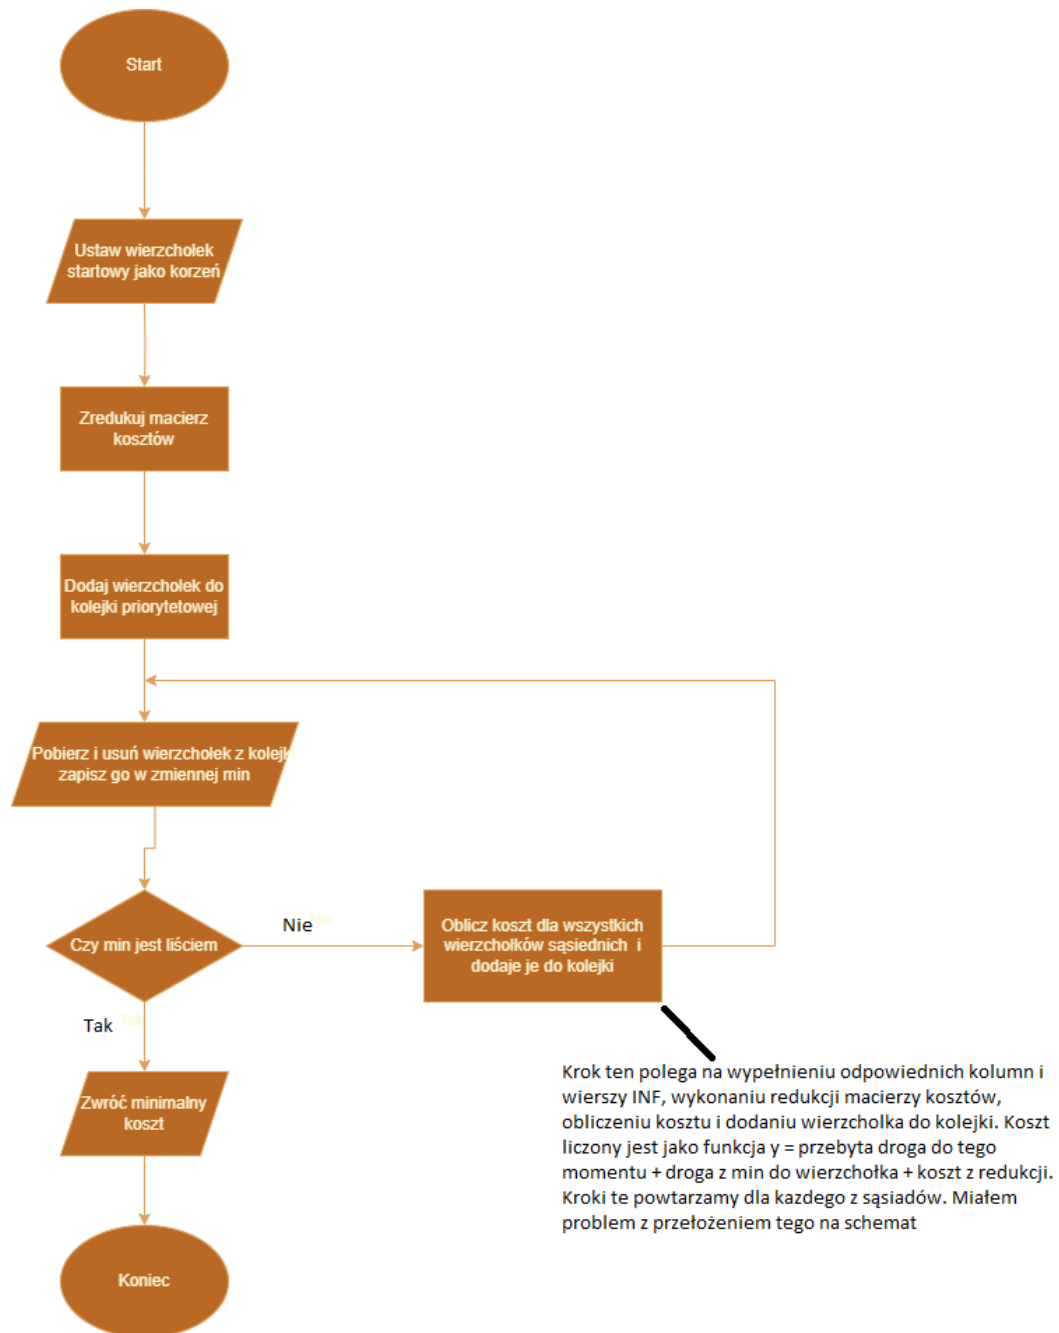 Start
Ustaw wierzchołek
startowy jako korzeń
Zredukuj macierz
kosztów
Dodaj wierzchołek do
kolejki priorytetowej
Pobierz i usuń wierzchołek z kolejki
zapisz go w zmiennej min
Czy min jest liściem
Nie
Nie
Oblicz koszt dla wszystkich
wierzchołków sąsiednich i
dodaje je do kolejki
Tak
Tak
Zwróć minimalny
koszt
Krok ten polega na wypełnieniu odpowiednich kolumn i
wierszy INF, wykonaniu redukcji macierzy kosztów,
obliczeniu kosztu i dodaniu wierzcholka do kolejki. Koszt
liczony jest jako funkcja y = przebyta droga do tego
momentu + droga z min do wierzchołka + koszt z redukcji.
Kroki te powtarzamy dla kazdego z sąsiadów. Miałem
problem z przełożeniem tego na schemat
Koniec